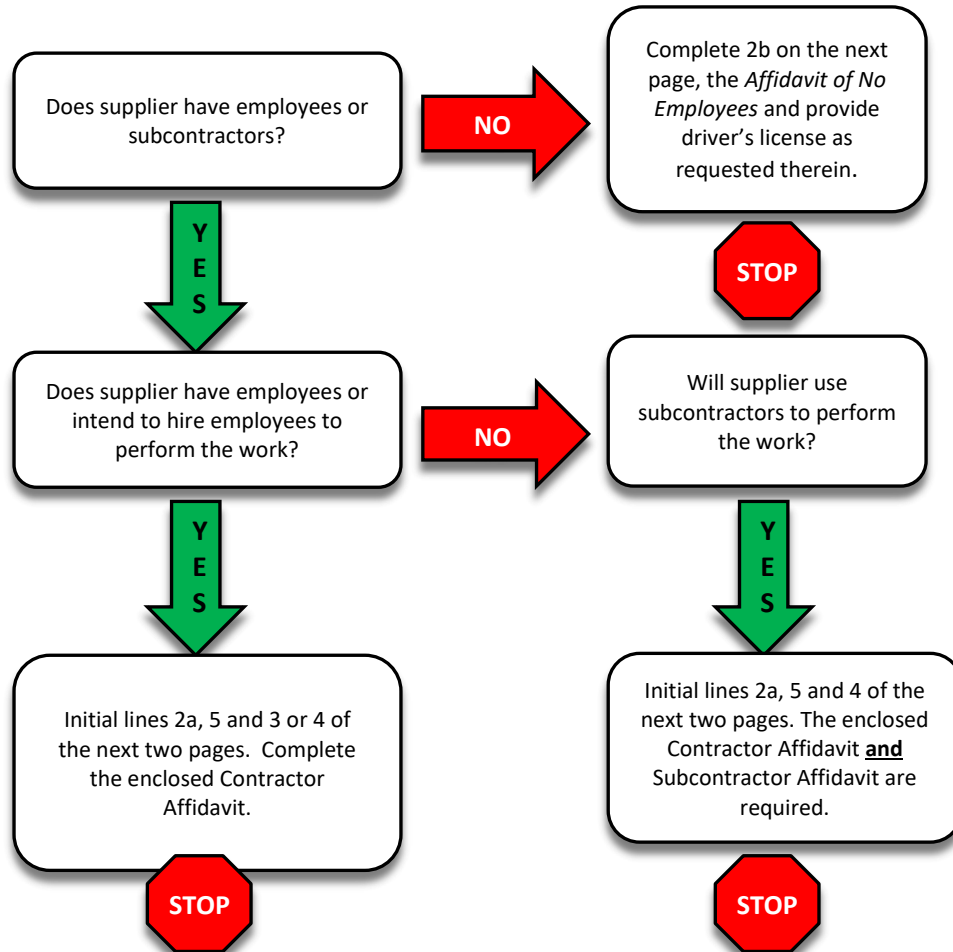 Does supplier have employees or
subcontractors?
NO
Complete 2b on the next
page, the Affidavit of No
Employees and provide
driver’s license as
requested therein.
Y
E
S
STOP
Does supplier have employees or
intend to hire employees to
perform the work?
NO
Will supplier use
subcontractors to perform
the work?
Y
E
S
Y
E
S
Initial lines 2a, 5 and 3 or 4 of
the next two pages. Complete
the enclosed Contractor
Affidavit.
Initial lines 2a, 5 and 4 of the
next two pages. The enclosed
Contractor Affidavit and
Subcontractor Affidavit are
required.
STOP
STOP